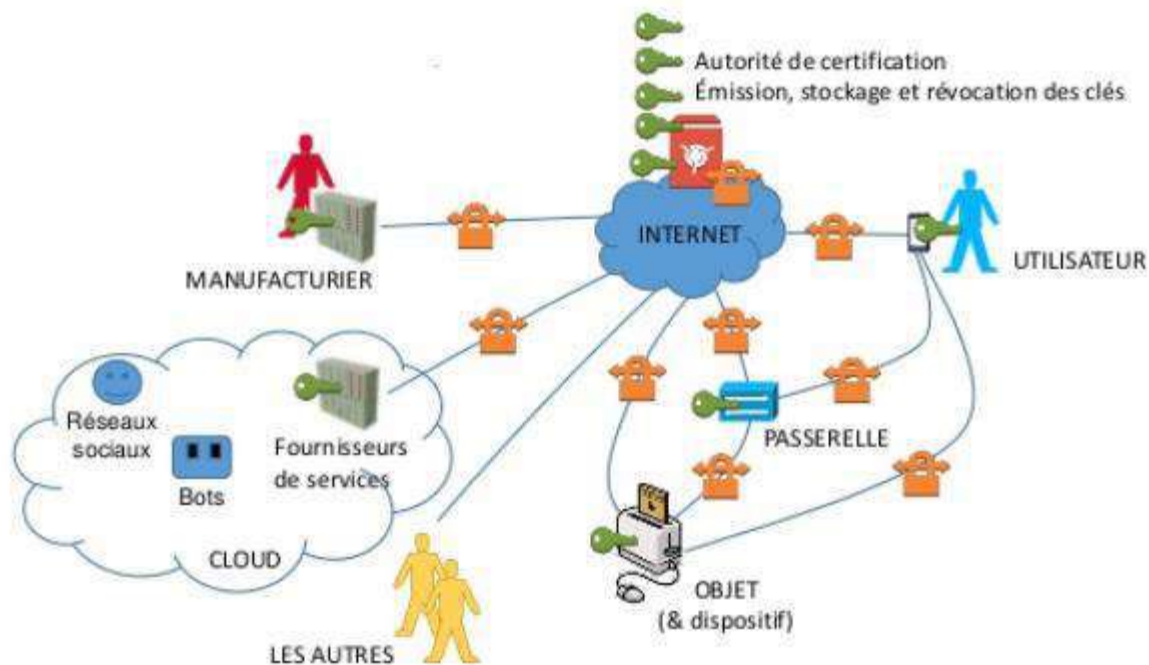 Autorité de certification
Émission, stockage et révocation des clés
INTERNET
MANUFACTURIER
UTILISATEUR
Réseaux
sociaux
Bots
Fournisseurs
de services
CLOUD
PASSERELLE
OBJET
(& dispositif)
LES AUTRES